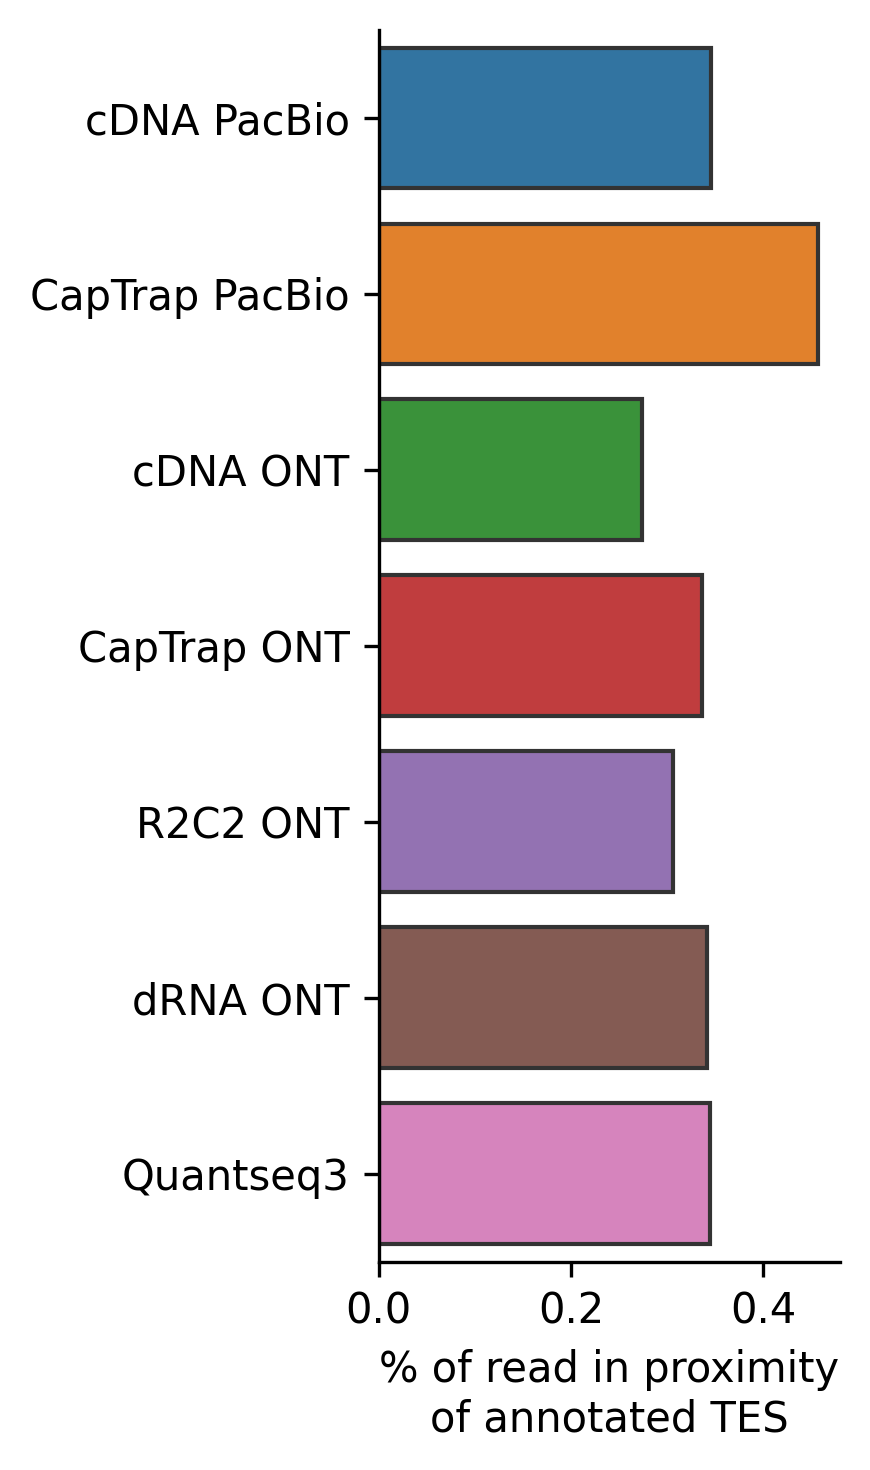 cDNA PacBio
CapTrap PacBio
cDNA ONT
CapTrap ONT
R2C2 ONT
dRNA ONT
Quantseq3
0.0 0.2 0.4
% of read in proximity
of annotated TES